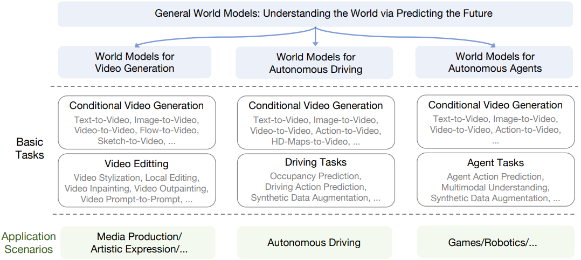 General World Models: Understanding the World via Predicting the Future
World Models for
Video Generation
World Models for
Autonomous Driving
World Models for
Autonomous Agents
Basic
Tasks
Conditional Video Generation
Text-to-Video, Image-to-Video,
Video-to-Video, Flow-to-Video,
Sketch-to-Video, ...
Conditional Video Generation
Text-to-Video, Image-to-Video,
Video-to-Video, Action-to-Video,
HD-Maps-to-Video, ...
Conditional Video Generation
Text-to-Video, Image-to-Video,
Video-to-Video, Action-to-Video,
...
Video Editting
Video Stylization, Local Editing,
Video Inpainting, Video Outpainting,
Video Prompt-to-Prompt, ...
Driving Tasks
Occupancy Prediction,
Driving Action Prediction,
Synthetic Data Augmentation, ...
Agent Tasks
Agent Action Prediction,
Multimodal Understanding,
Synthetic Data Augmentation, ...
Application
Scenarios
Media Production/
Artistic Expression/...
Autonomous Driving
Games/Robotics/...